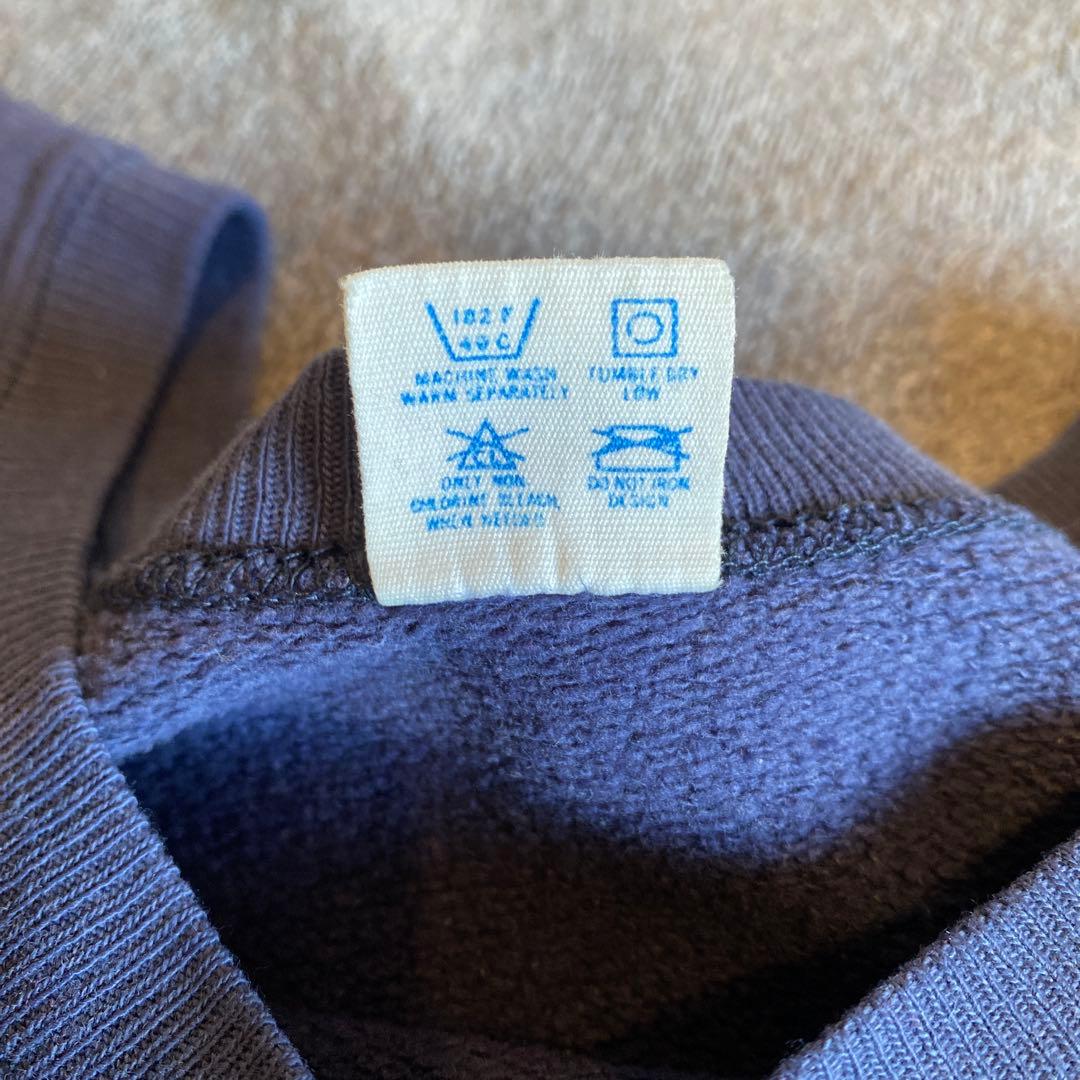 102 F
40 C
MACHINE WASH
WARM SEPARATELY
TUMBLE DRY
LOW
CL
ONLY NON
CHLORINE BLEACH
WHEN NEEDED
DO NOT IRON
DESIGN